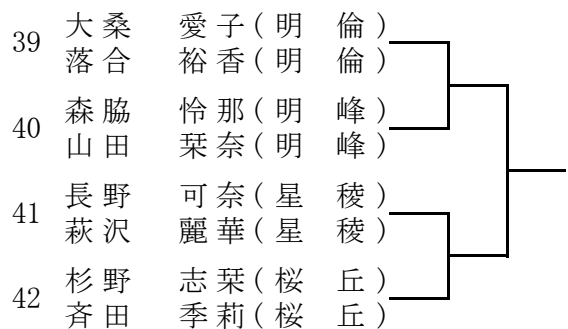 39
大桑 愛子(明 倫)
落合 裕香(明 倫)
40
森脇 怜那(明 峰)
山田 栞奈(明 峰)
41
長野 可奈(星 稜)
萩沢 麗華(星 稜)
42
杉野 志栞(桜 丘)
斉田 季莉(桜 丘)